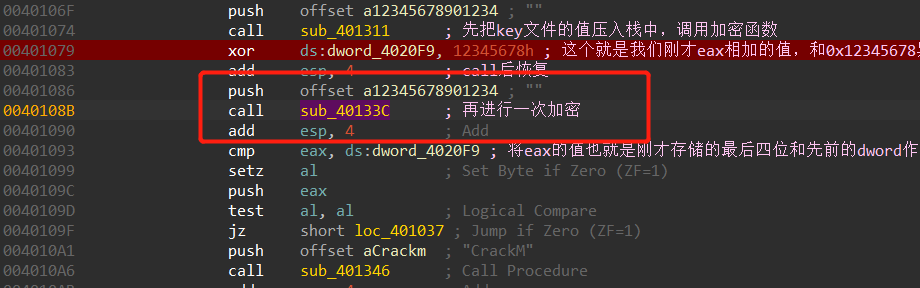 0040106F push offset a12345678901234 ; ""
00401074 call sub_401311 ; 先把key文件的值压入栈中，调用加密函数
00401079 xor ds:dword_4020F9, 12345678h ; 这个就是我们刚才eax相加的值，和0x12345678
00401083 add esp, 4 ; call后恢复
00401086 push offset a12345678901234 ; ""
0040108B call sub_40133C ; 再进行一次加密
00401090 add esp, 4 ; Add
00401093 cmp eax, ds:dword_4020F9 ; 将eax的值也就是刚才存储的最后四位和先前的dword作
00401099 setz al ; Set Byte if Zero (ZF=1)
0040109C push eax
0040109D test al, al ; Logical Compare
0040109F jz short loc_401037 ; Jump if Zero (ZF=1)
004010A1 push offset aCrackm ; "CrackM"
004010A6 call sub_401346 ; Call Procedure